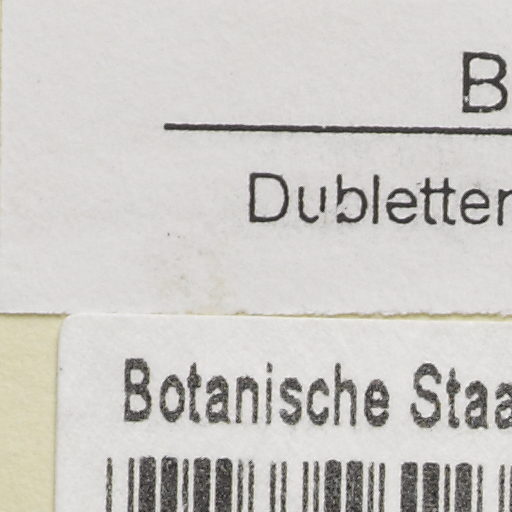 B
Dubletten
Botanische Staa